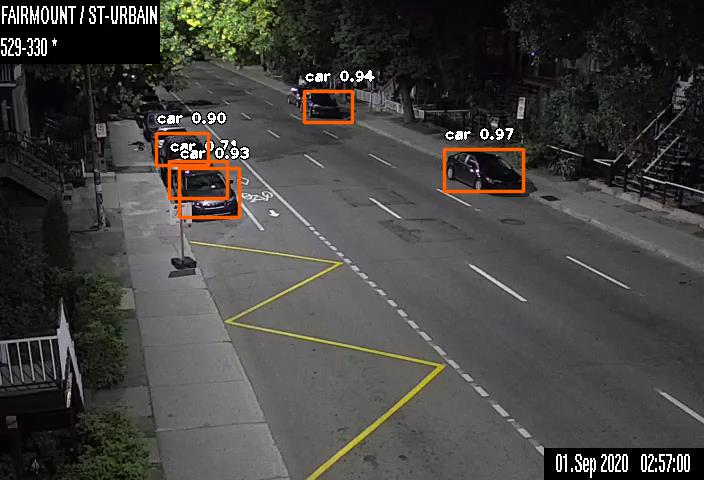 FAIRMOUNT / ST-URBAIN
529-330 *
car 0.94
car 0.90
car 0.97
car 0.93
01.Sep 2020 02:57:00